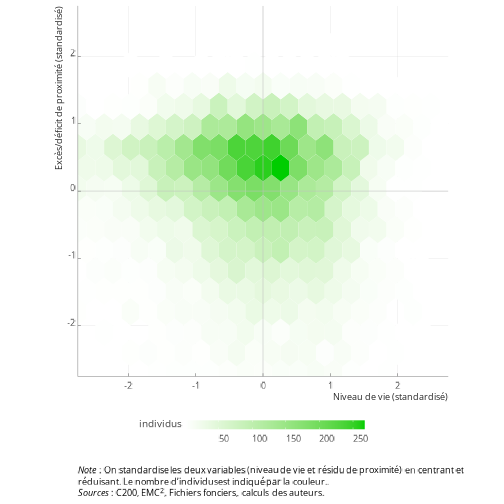 Excès/déficit de proximité (standardisé)
2
1
0
-1
-2
-2 -1 0 1 2
Niveau de vie (standardisé)
individus
50 100 150 200 250
Note : On standardise les deux variables (niveau de vie et résidu de proximité) en centrant et
réduisant. Le nombre d'individus est indiqué par la couleur..
Sources : C200, EMC², Fichiers fonciers, calculs des auteurs.